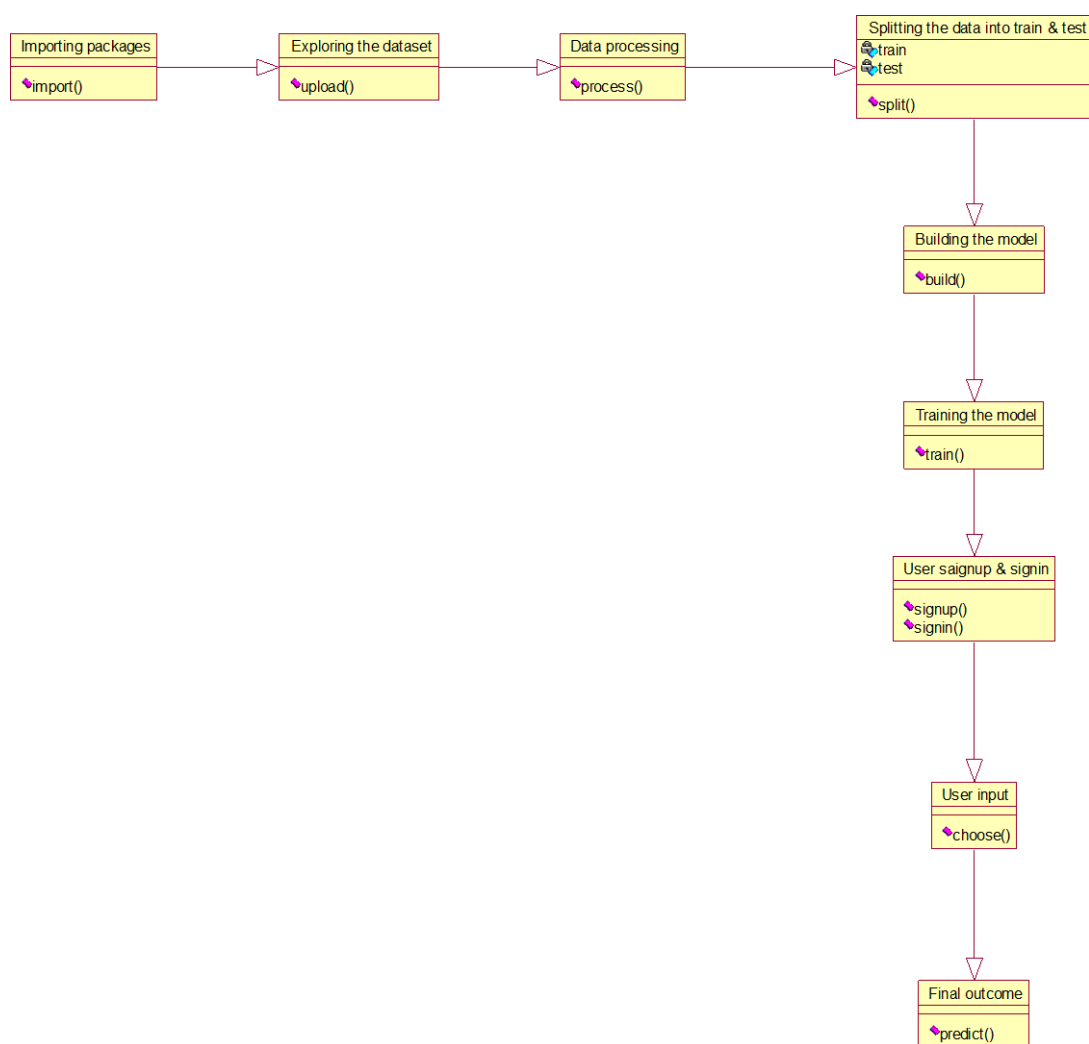 Importing packages
import()
Exploring the dataset
upload()
Data processing
process()
Splitting the data into train & test
train
test
split()
Building the model
build()
Training the model
train()
User saignup & signin
signup()
signin()
User input
choose()
Final outcome
predict()